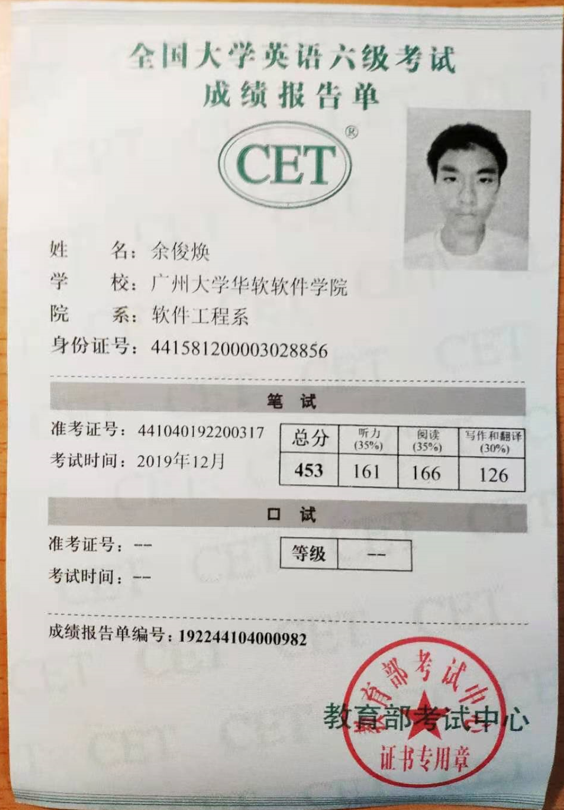 全国大学英语六级考试
成绩报告单
CET®
姓 名：余俊焕
学 校：广州大学华软软件学院
院 系：软件工程系
身份证号：441581200003028856
笔 试
准考证号：441040192200317
考试时间：2019年12月
总分 听力(35%) 阅读(35%) 写作和翻译(30%)
453 161 166 126
口 试
准考证号：--
考试时间：--
等级 --
成绩报告单编号：192244104000982
教育部考试中心
教育部考试中心
证书专用章